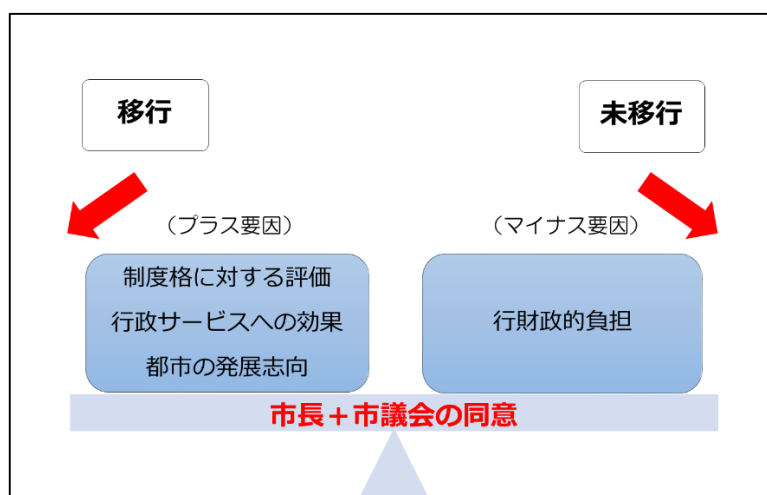 移行
未移行
（プラス要因）
（マイナス要因）
制度格に対する評価
行政サービスへの効果
都市の発展志向
行財政的負担
市長＋市議会の同意